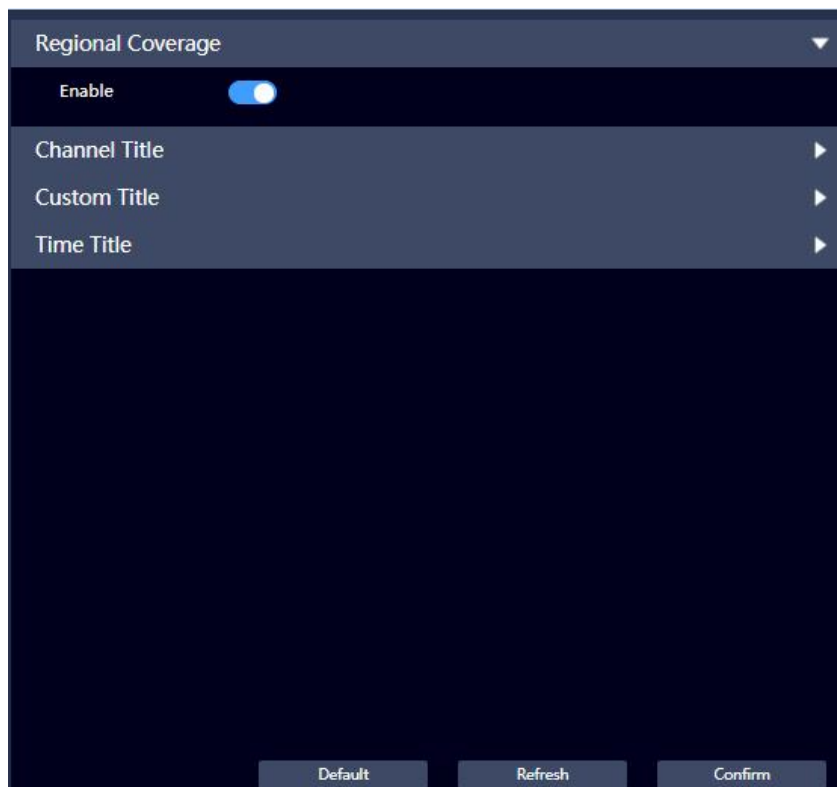 Regional Coverage
Enable
Channel Title
Custom Title
Time Title
Default Refresh Confirm